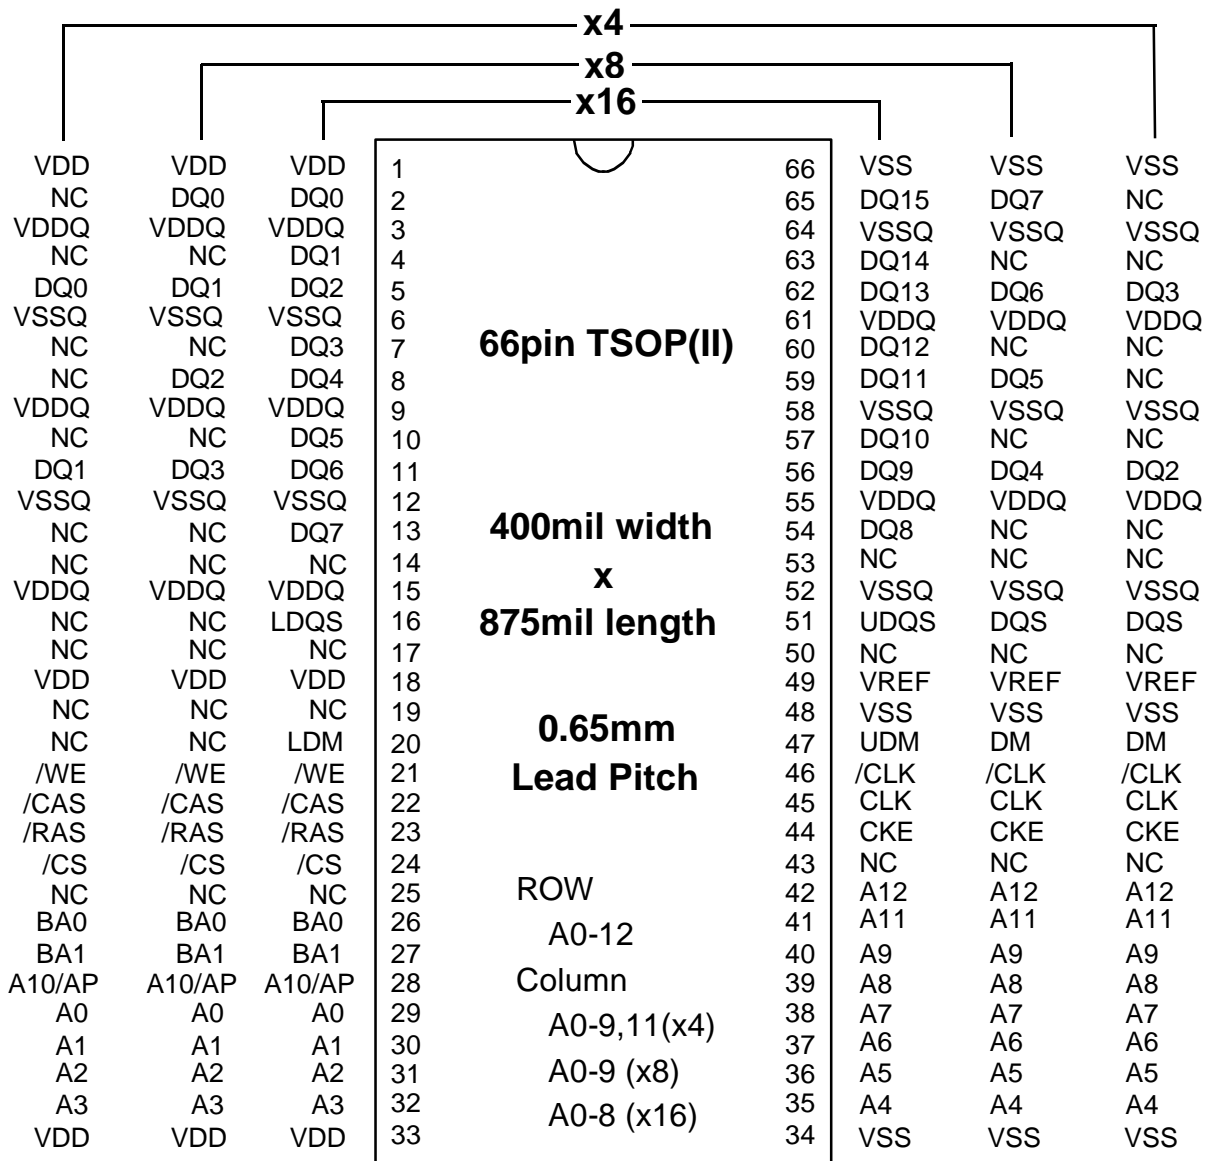 x4
x8
x16
VDD VDD VDD 1 66 VSS VSS VSS
NC DQ0 DQ0 2 65 DQ15 DQ7 NC
VDDQ VDDQ VDDQ 3 64 VSSQ VSSQ VSSQ
NC NC DQ1 4 63 DQ14 NC NC
DQ0 DQ1 DQ2 5 62 DQ13 DQ6 DQ3
VSSQ VSSQ VSSQ 6 61 VDDQ VDDQ VDDQ
NC NC DQ3 7 66pin TSOP(II) 60 DQ12 NC NC
NC DQ2 DQ4 8 59 DQ11 DQ5 NC
VDDQ VDDQ VDDQ 9 58 VSSQ VSSQ VSSQ
NC NC DQ5 10 57 DQ10 NC NC
DQ1 DQ3 DQ6 11 56 DQ9 DQ4 DQ2
VSSQ VSSQ VSSQ 12 55 VDDQ VDDQ VDDQ
NC NC DQ7 13 400mil width 54 DQ8 NC NC
NC NC NC 14 x 53 NC NC NC
VDDQ VDDQ VDDQ 15 52 VSSQ VSSQ VSSQ
NC NC LDQS 16 875mil length 51 UDQS DQS DQS
NC NC NC 17 50 NC NC NC
VDD VDD VDD 18 49 VREF VREF VREF
NC NC NC 19 0.65mm 48 VSS VSS VSS
NC NC LDM 20 47 UDM DM DM
/WE /WE /WE 21 Lead Pitch 46 /CLK /CLK /CLK
/CAS /CAS /CAS 22 45 CLK CLK CLK
/RAS /RAS /RAS 23 44 CKE CKE CKE
/CS /CS /CS 24 43 NC NC NC
NC NC NC 25 ROW 42 A12 A12 A12
BA0 BA0 BA0 26 A0-12 41 A11 A11 A11
BA1 BA1 BA1 27 40 A9 A9 A9
A10/AP A10/AP A10/AP 28 Column 39 A8 A8 A8
A0 A0 A0 29 A0-9,11(x4) 38 A7 A7 A7
A1 A1 A1 30 37 A6 A6 A6
A2 A2 A2 31 A0-9 (x8) 36 A5 A5 A5
A3 A3 A3 32 A0-8 (x16) 35 A4 A4 A4
VDD VDD VDD 33 34 VSS VSS VSS